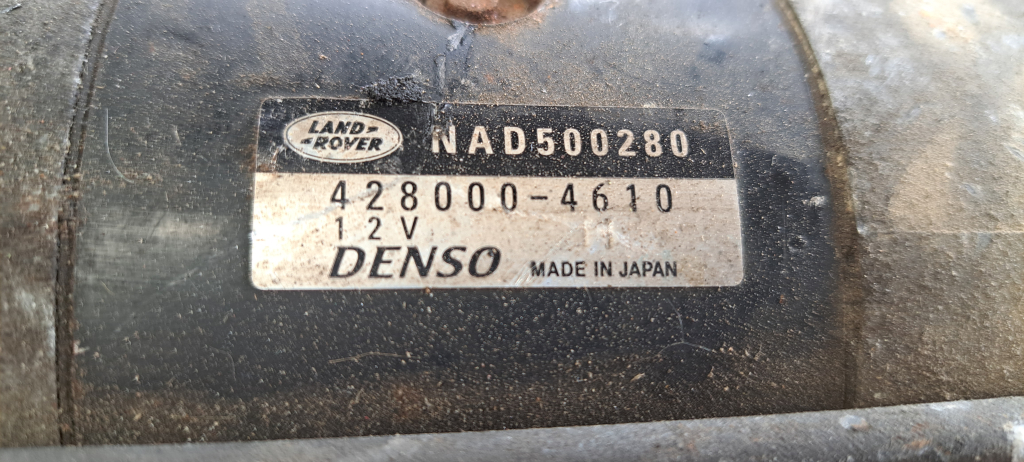 LAND-
-ROVER
NAD500280
428000-4610
12V
DENSO MADE IN JAPAN